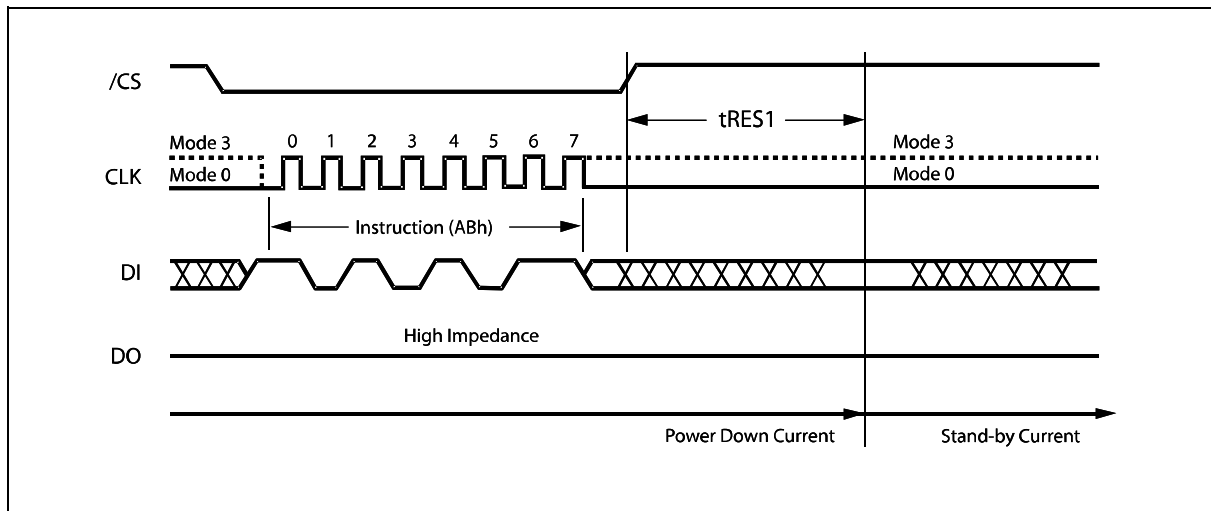 /CS
tRES1
Mode 3
0 1 2 3 4 5 6 7
Mode 3
CLK
Mode 0
Mode 0
Instruction (ABh)
DI
High Impedance
DO
Power Down Current
Stand-by Current